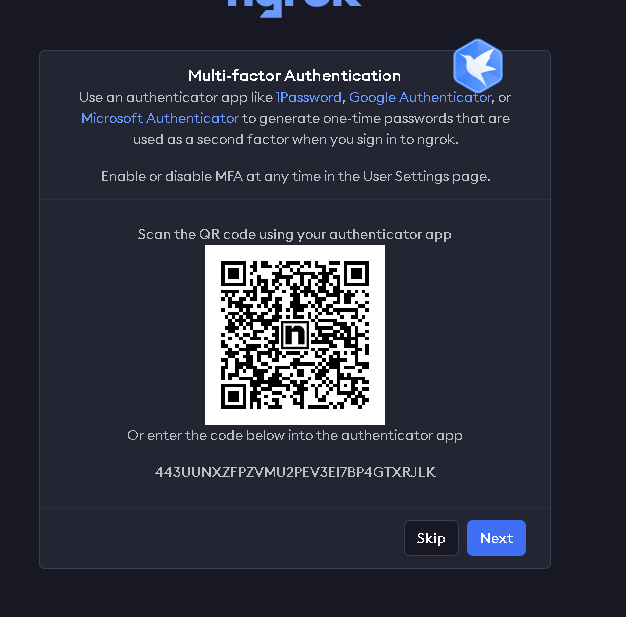 ngrok
Multi-factor Authentication
Use an authenticator app like 1Password, Google Authenticator, or
Microsoft Authenticator to generate one-time passwords that are
used as a second factor when you sign in to ngrok.
Enable or disable MFA at any time in the User Settings page.
Scan the QR code using your authenticator app
n
Or enter the code below into the authenticator app
443UUNXZFPZVMU2PEV3EI7BP4GTXRJLK
Skip
Next